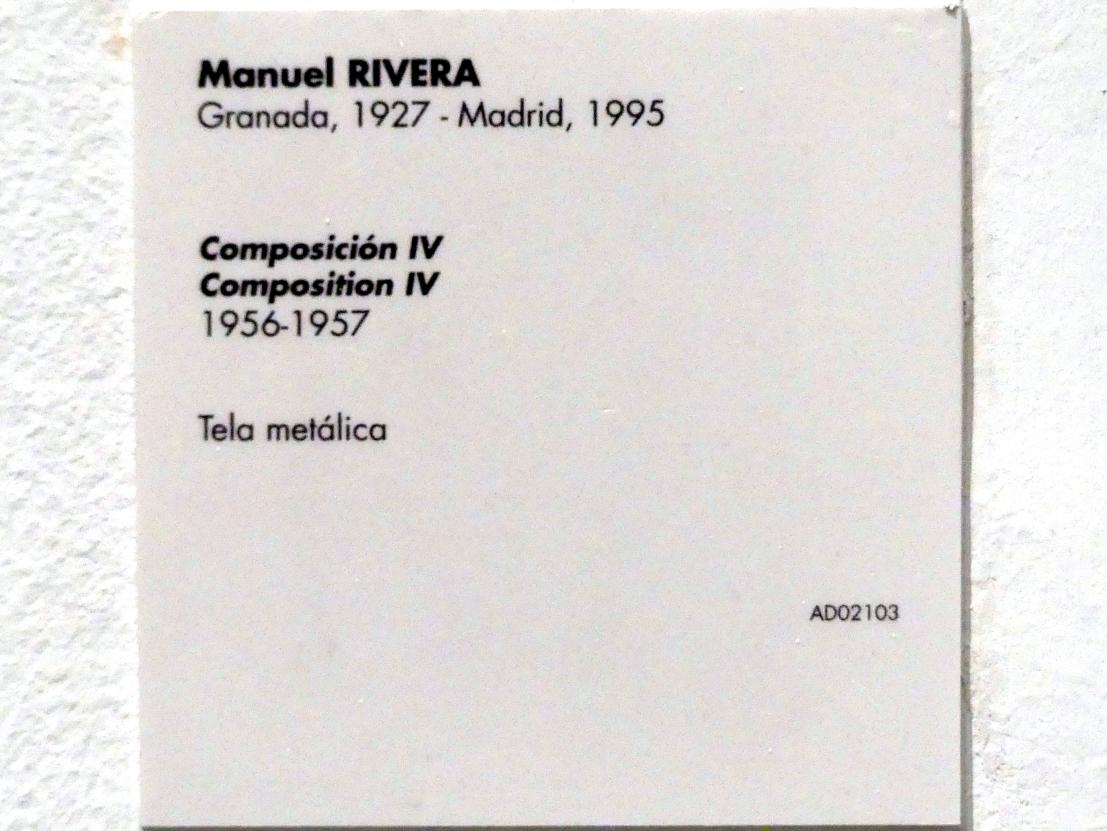 Manuel RIVERA
Granada, 1927 - Madrid, 1995
Composición IV
Composition IV
1956-1957
Tela metálica
AD02103